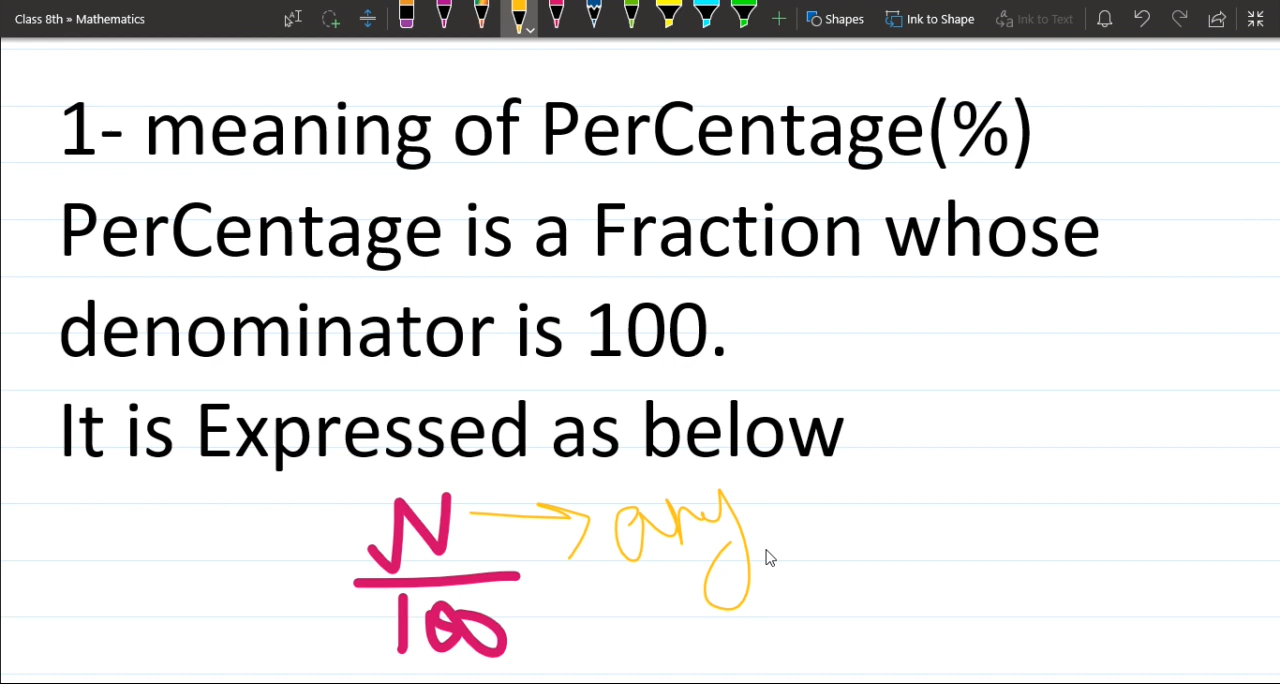 Class 8th » Mathematics
Shapes
Ink to Shape
Ink to Text
1- meaning of PerCentage(%)
PerCentage is a Fraction whose
denominator is 100.
It is Expressed as below
N → any
100